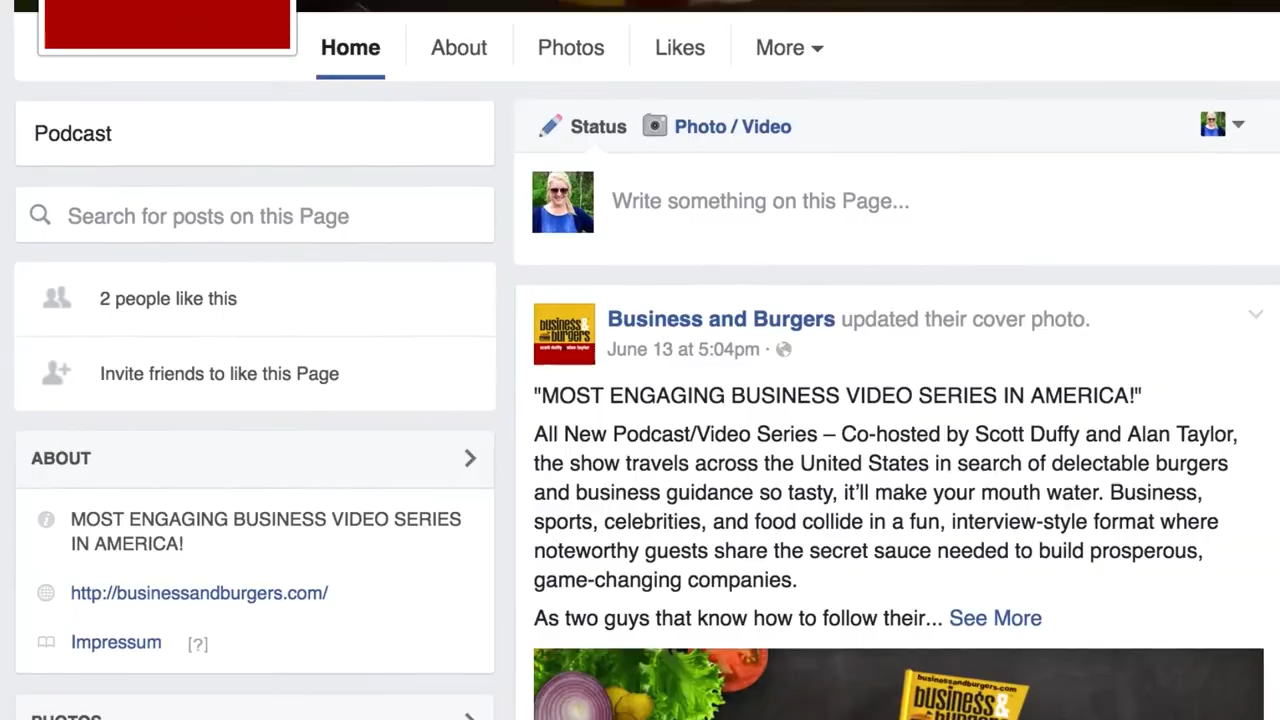 Home
About
Photos
Likes
More
Podcast
Search for posts on this Page
2 people like this
Invite friends to like this Page
ABOUT
MOST ENGAGING BUSINESS VIDEO SERIES
IN AMERICA!
http://businessandburgers.com/
Impressum [?]
PHOTOS
Status
Photo / Video
Write something on this Page...
business &
burgers
scott duffy alan taylor
Business and Burgers updated their cover photo.
June 13 at 5:04pm ·
"MOST ENGAGING BUSINESS VIDEO SERIES IN AMERICA!"
All New Podcast/Video Series – Co-hosted by Scott Duffy and Alan Taylor,
the show travels across the United States in search of delectable burgers
and business guidance so tasty, it’ll make your mouth water. Business,
sports, celebrities, and food collide in a fun, interview-style format where
noteworthy guests share the secret sauce needed to build prosperous,
game-changing companies.
As two guys that know how to follow their... See More
businessandburgers.com
busine$$ &
burgers